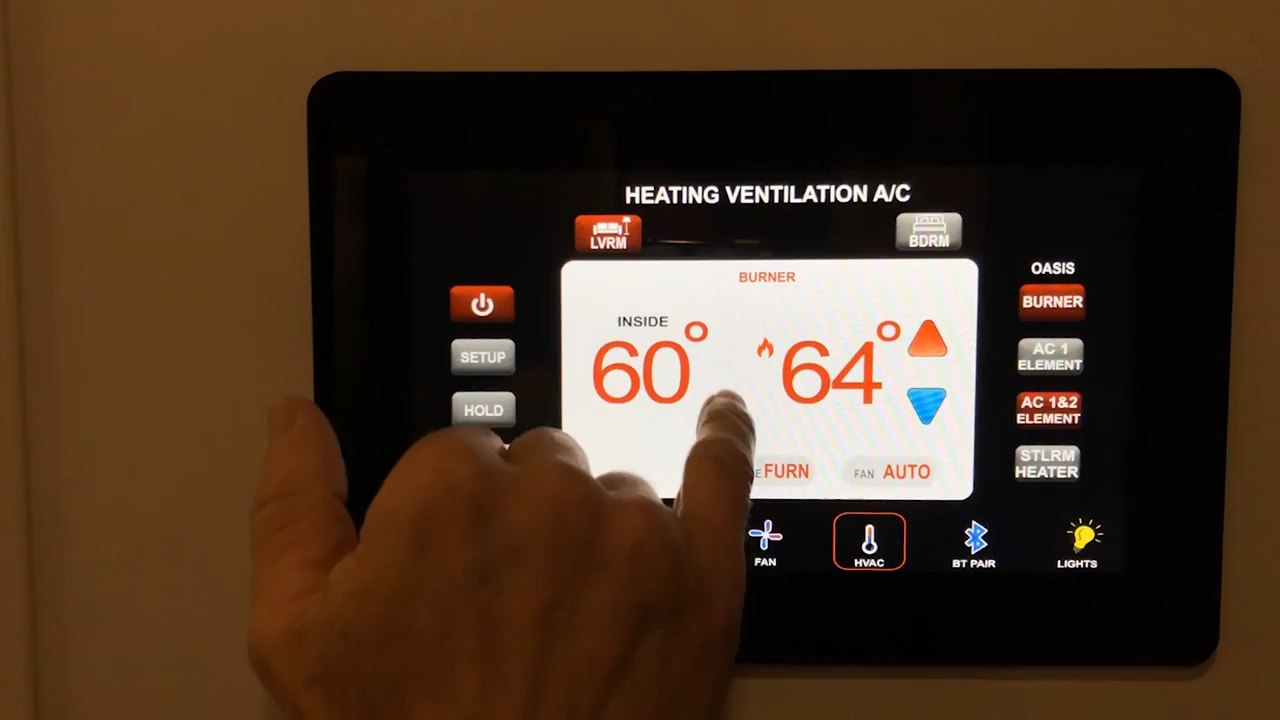 HEATING VENTILATION A/C
LVRM
BDRM
OASIS
BURNER
BURNER
INSIDE
60° 64°
SETUP
AC 1
ELEMENT
HOLD
AC 1&2
ELEMENT
FURN
FAN AUTO
STLRM
HEATER
FAN
HVAC
BT PAIR
LIGHTS